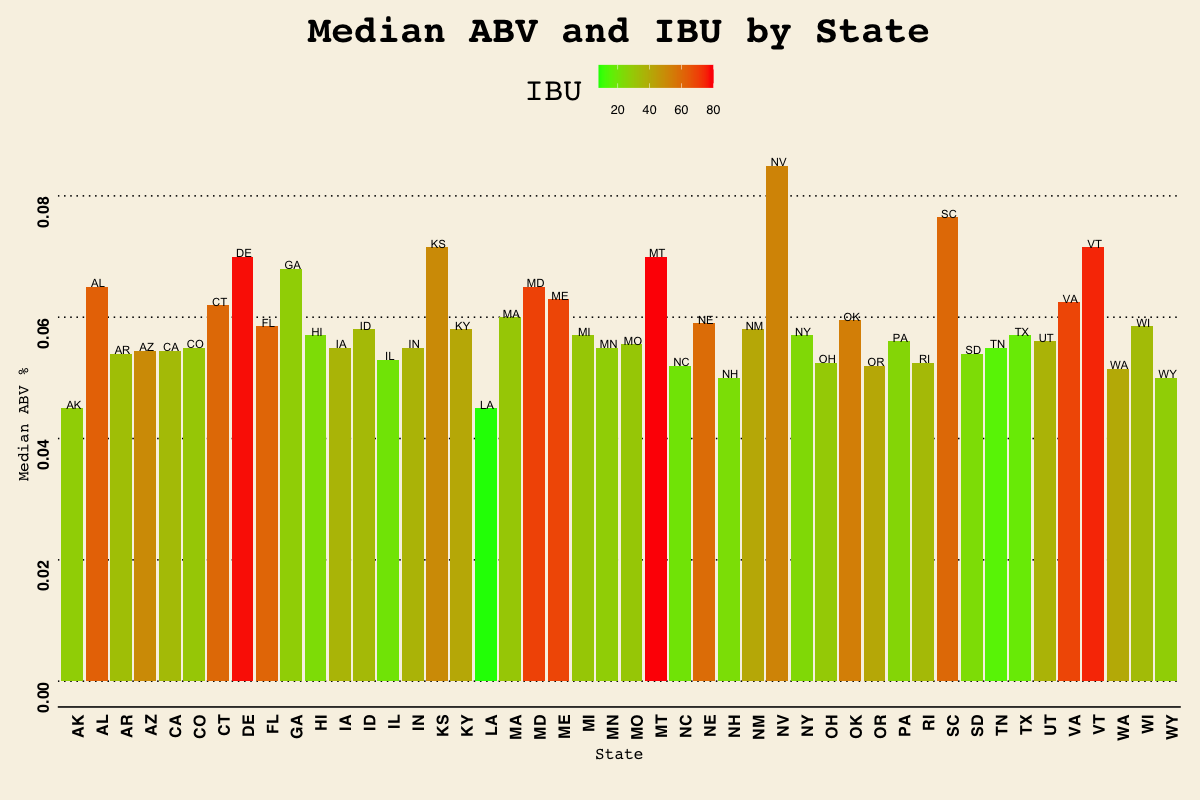 Median ABV and IBU by State
IBU
20 40 60 80
NV
0.08
SC
KS VT
DE MT
GA
AL MD
ME
CT VA
0.06
MA
OK
FL NE WI
ID KY NM
HI MI NY TX
MO PA UT
AR AZ CA CO IA IN MN SD TN
IL NC OH OR RI
WA
NH WY
AK LA
Median ABV %
0.04
0.02
0.00
AK AL AR AZ CA CO CT DE FL GA HI IA ID IL IN KS KY LA MA MD ME MI MN MO MT NC NE NH NM NV NY OH OK OR PA RI SC SD TN TX UT VA VT WA WI WY
State